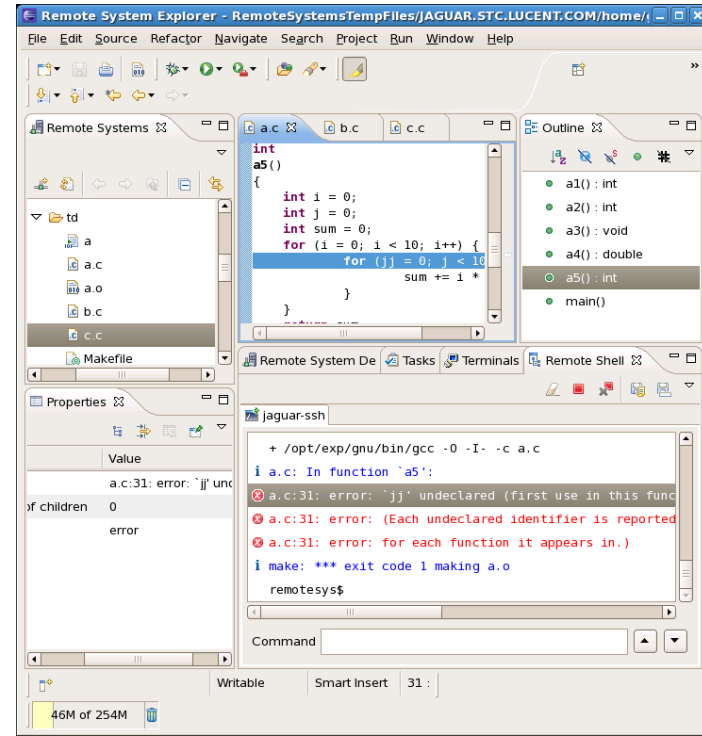 Remote System Explorer - RemoteSystemsTempFiles/JAGUAR.STC.LUCENT.COM/home/
File Edit Source Refactor Navigate Search Project Run Window Help
Remote Systems
td
a
a.c
a.o
b.c
c.c
Makefile
a.c b.c c.c
int
a5()
{
int i = 0;
int j = 0;
int sum = 0;
for (i = 0; i < 10; i++) {
for (jj = 0; j < 10
sum += i *
}
}
Outline
a1() : int
a2() : int
a3() : void
a4() : double
a5() : int
main()
Properties
Value
a.c:31: error: `jj' und
of children 0
error
Remote System De Tasks Terminals Remote Shell
jaguar-ssh
+ /opt/exp/gnu/bin/gcc -O -I- -c a.c
i a.c: In function `a5':
a.c:31: error: `jj' undeclared (first use in this func
a.c:31: error: (Each undeclared identifier is reported
a.c:31: error: for each function it appears in.)
i make: *** exit code 1 making a.o
remotesys$
Command
Writable Smart Insert 31 :
46M of 254M